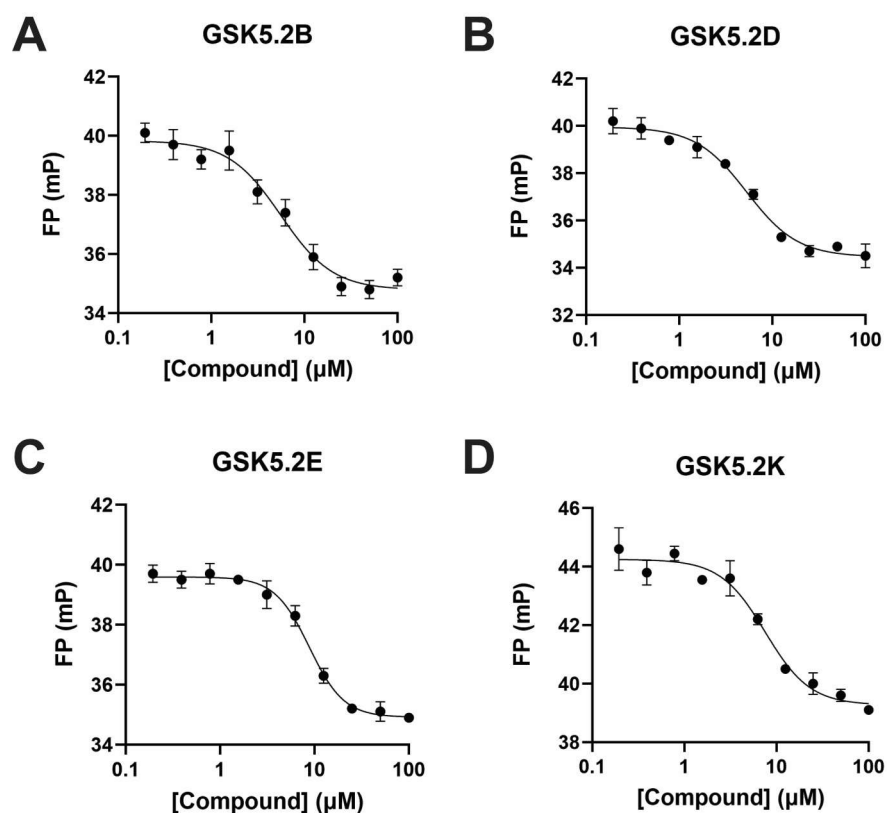 A
GSK5.2B
42
40
38
36
34
FP (mP)
0.1 1 10 100
[Compound] (µM)
B
GSK5.2D
42
40
38
36
34
32
FP (mP)
0.1 1 10 100
[Compound] (µM)
C
GSK5.2E
42
40
38
36
34
FP (mP)
0.1 1 10 100
[Compound] (µM)
D
GSK5.2K
46
44
42
40
38
FP (mP)
0.1 1 10 100
[Compound] (µM)